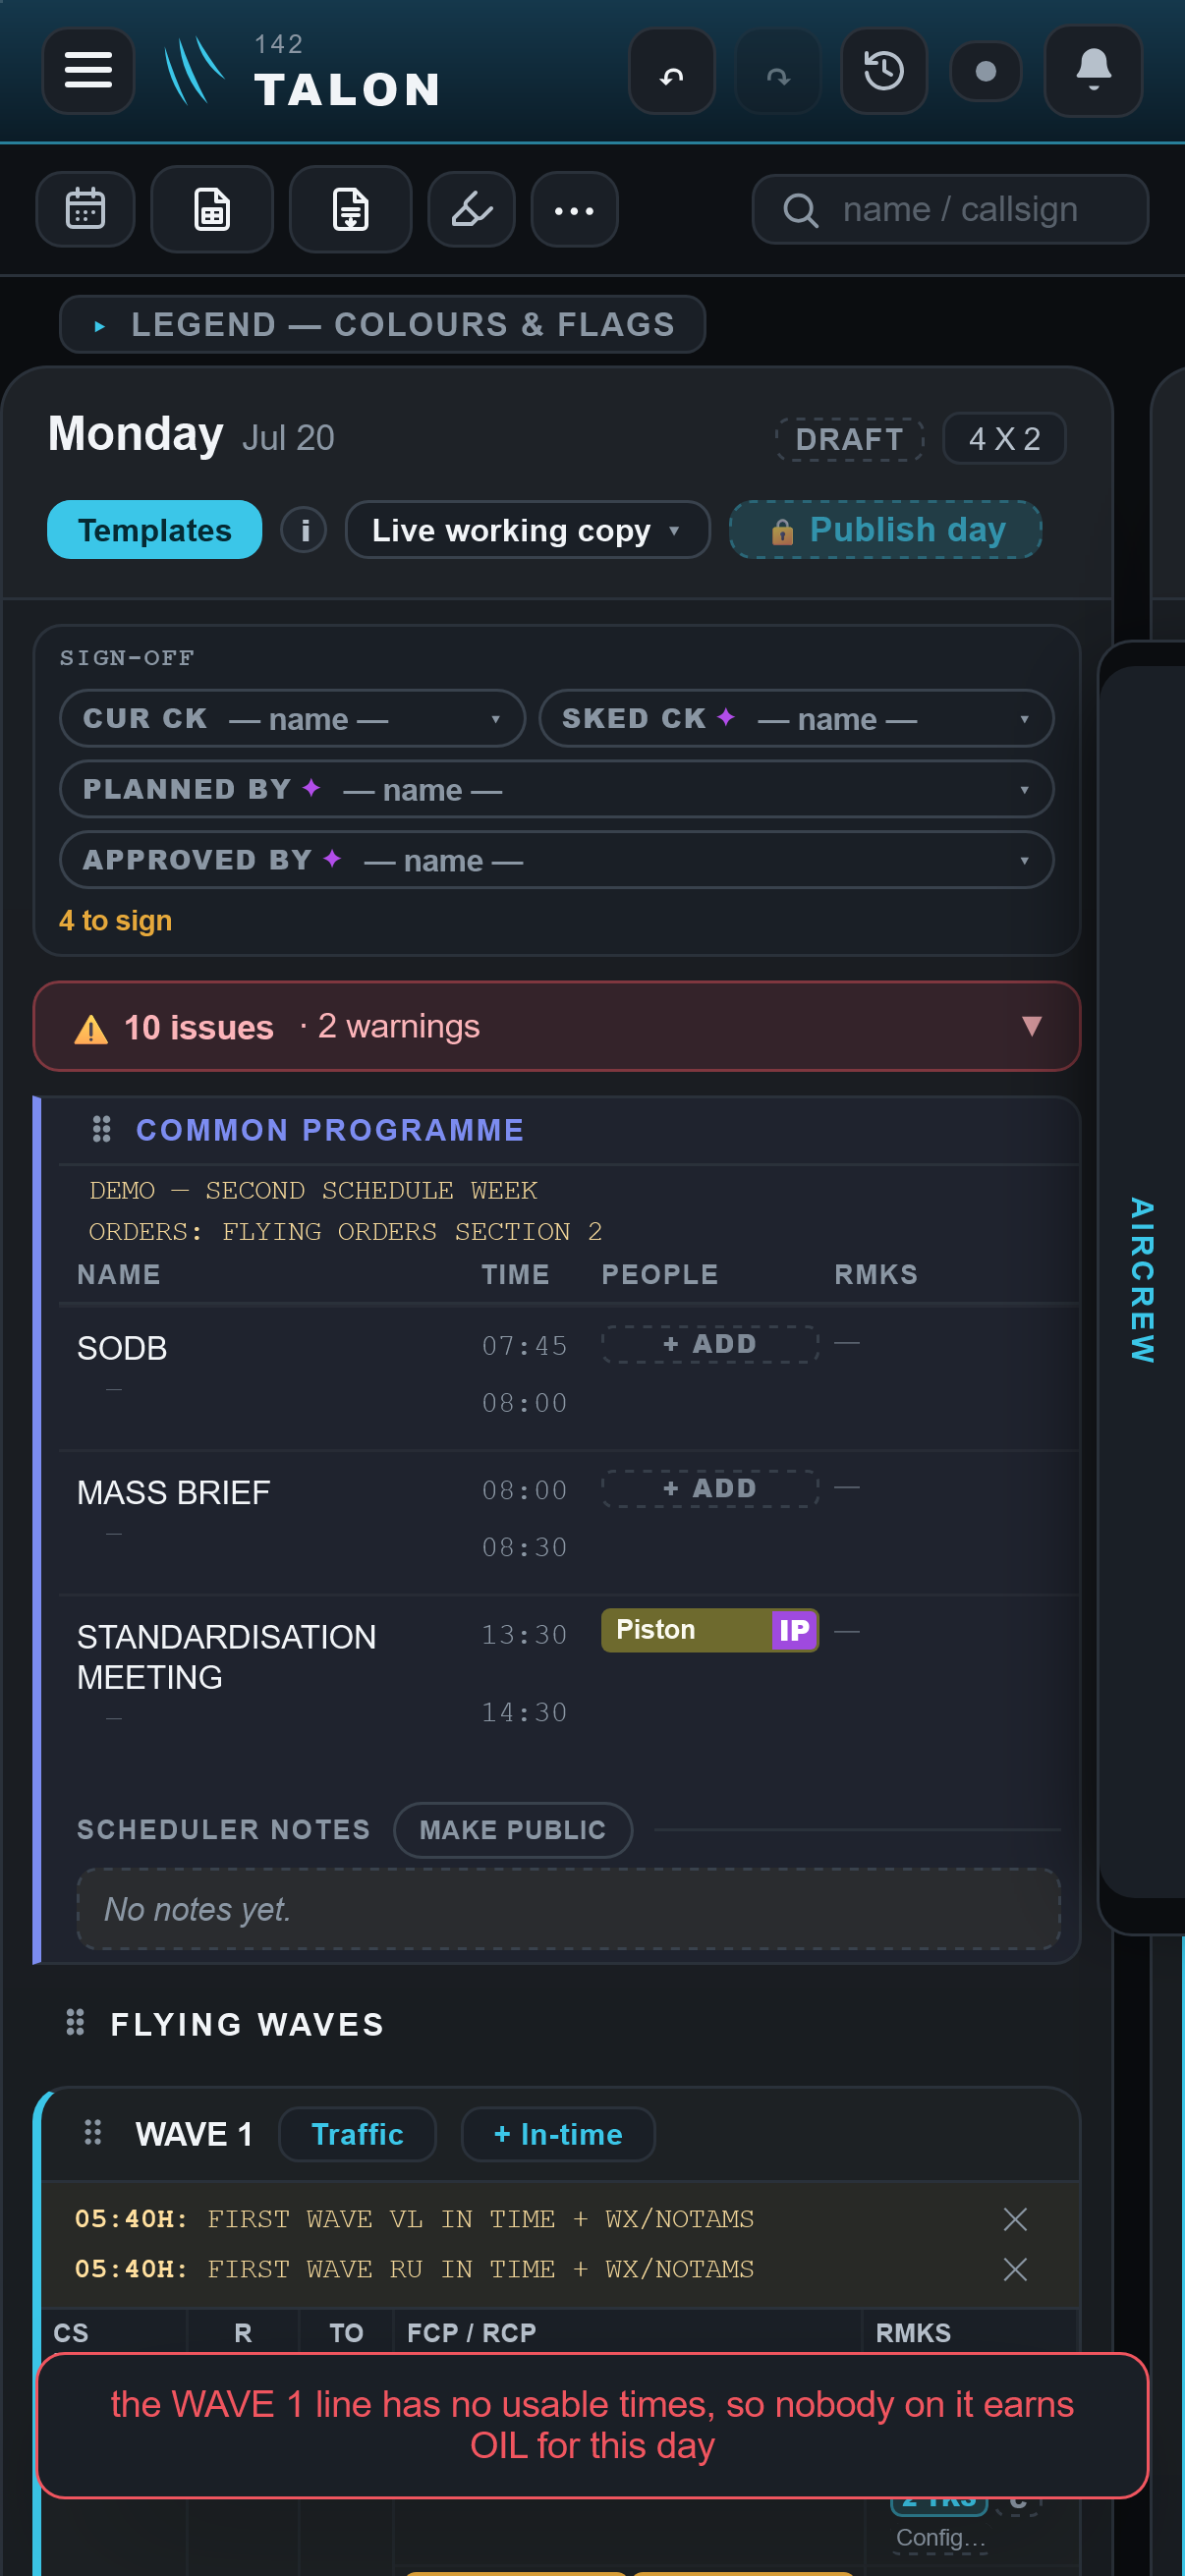 142
TALON
name / callsign
▸ LEGEND — COLOURS & FLAGS
Monday Jul 20 DRAFT 4 X 2
Templates i Live working copy ▾ Publish day
SIGN-OFF
CUR CK — name — ▾ SKED CK ✦ — name — ▾
PLANNED BY ✦ — name — ▾
APPROVED BY ✦ — name — ▾
4 to sign
10 issues · 2 warnings ▼
COMMON PROGRAMME
DEMO — SECOND SCHEDULE WEEK
ORDERS: FLYING ORDERS SECTION 2
NAME TIME PEOPLE RMKS
SODB 07:45 + ADD —
— 08:00
MASS BRIEF 08:00 + ADD —
— 08:30
STANDARDISATION 13:30 Piston IP —
MEETING
— 14:30
SCHEDULER NOTES MAKE PUBLIC
No notes yet.
FLYING WAVES
WAVE 1 Traffic + In-time
05:40H: FIRST WAVE VL IN TIME + WX/NOTAMS
05:40H: FIRST WAVE RU IN TIME + WX/NOTAMS
CS R TO FCP / RCP RMKS
the WAVE 1 line has no usable times, so nobody on it earns
OIL for this day
Config...
AIRCREW